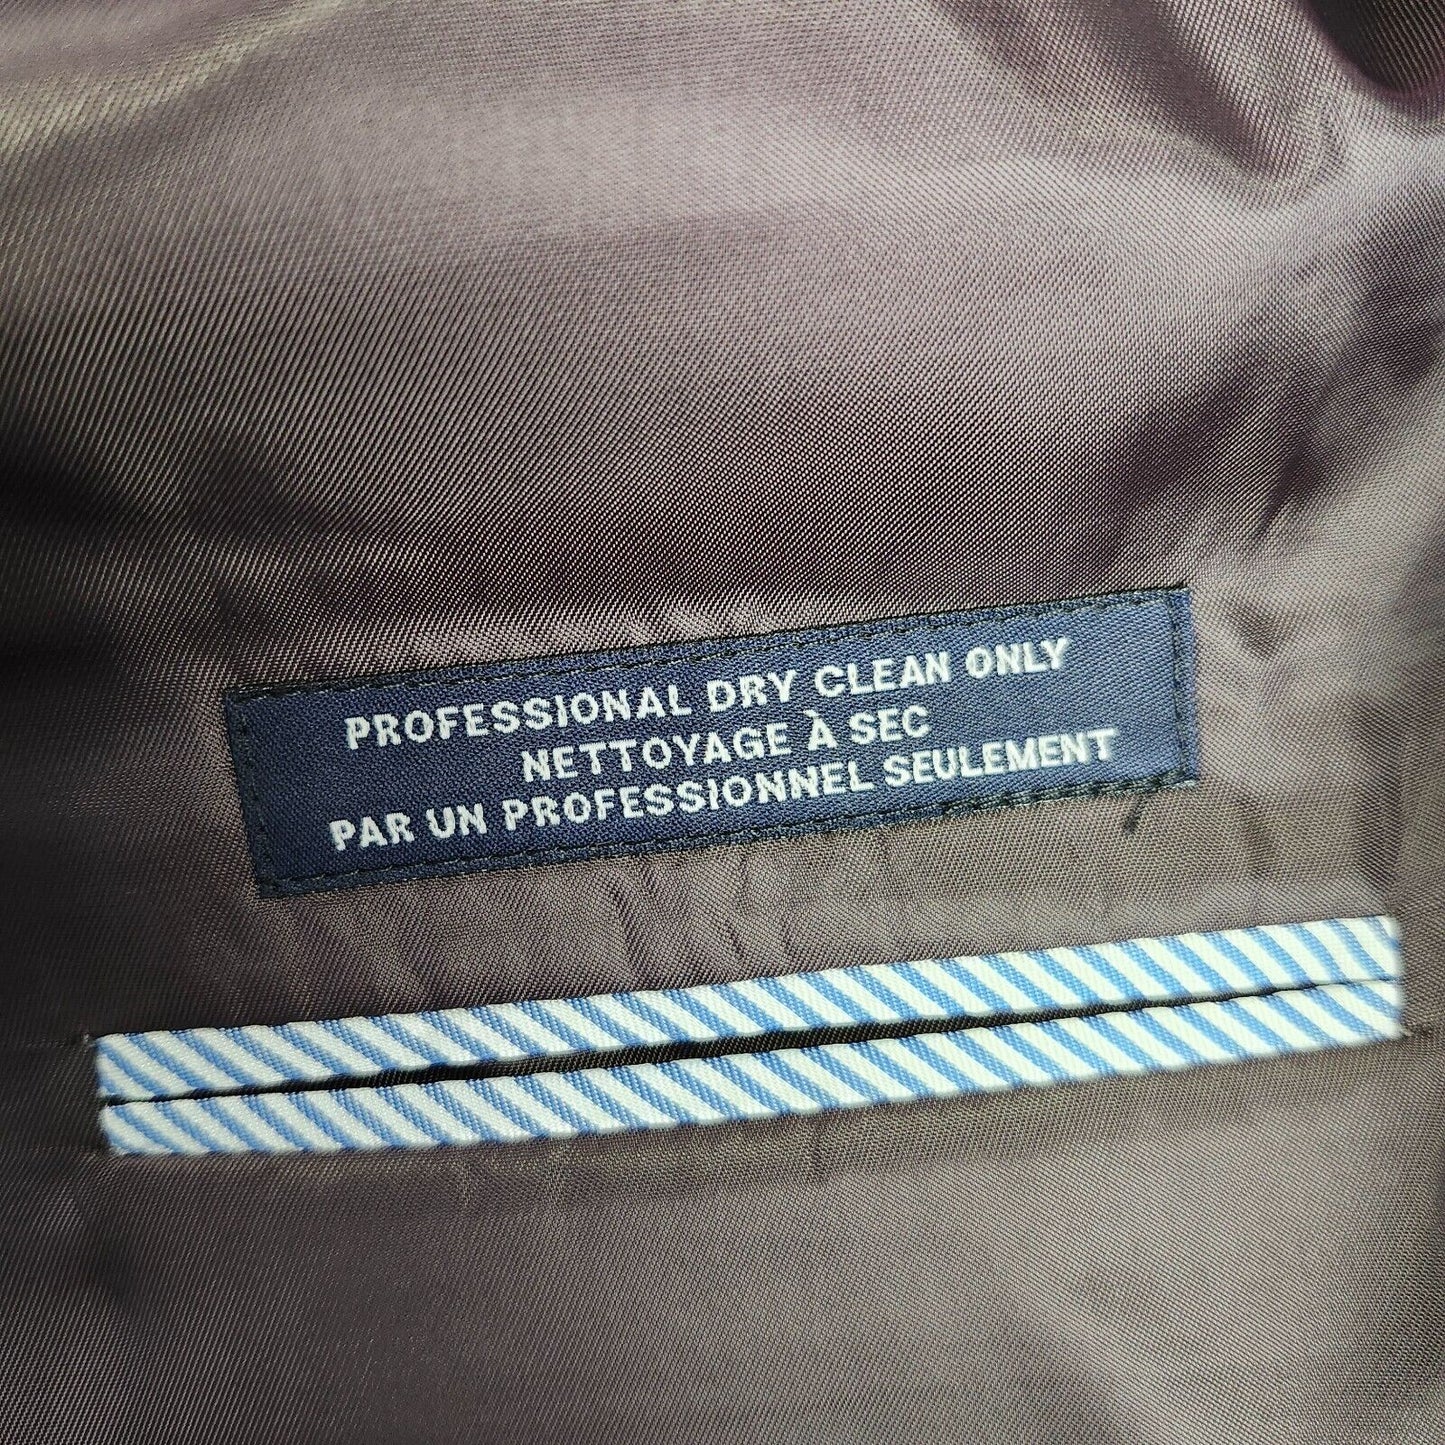 PROFESSIONAL DRY CLEAN ONLY
NETTOYAGE À SEC
PAR UN PROFESSIONNEL SEULEMENT